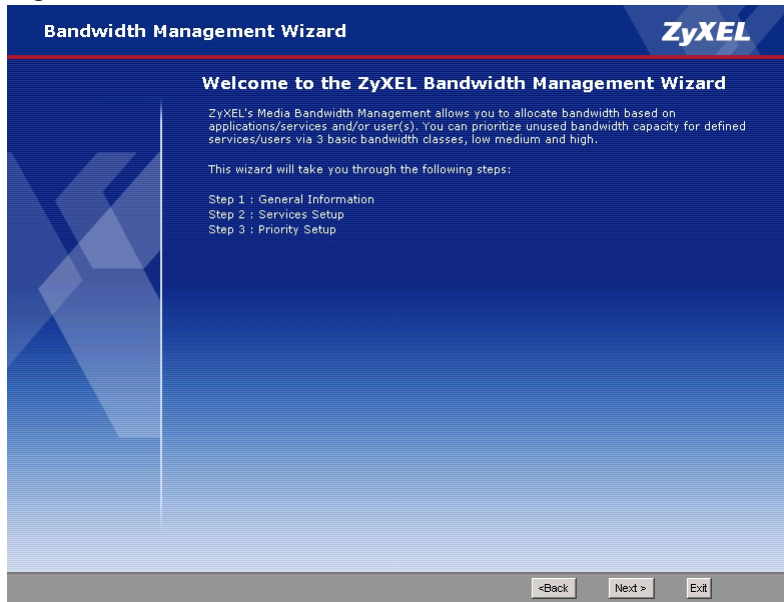 Bandwidth Management Wizard
ZyXEL
Welcome to the ZyXEL Bandwidth Management Wizard
ZyXEL's Media Bandwidth Management allows you to allocate bandwidth based on
applications/services and/or user(s). You can prioritize unused bandwidth capacity for defined
services/users via 3 basic bandwidth classes, low medium and high.
This wizard will take you through the following steps:
Step 1 : General Information
Step 2 : Services Setup
Step 3 : Priority Setup
<Back
Next >
Exit